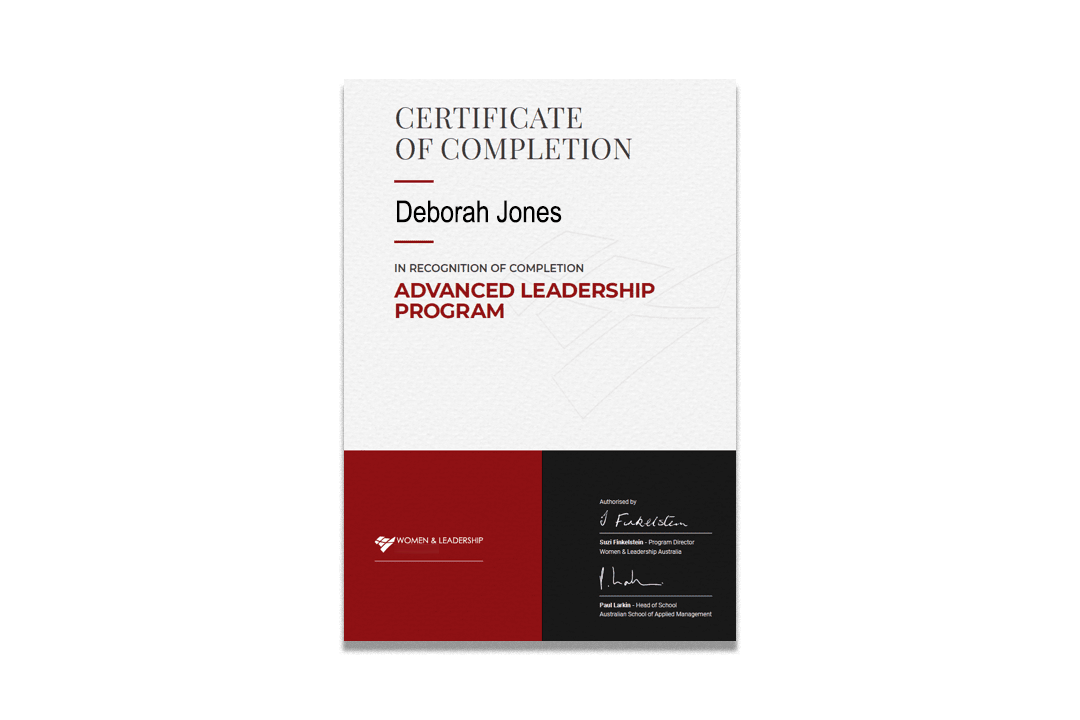 CERTIFICATE
OF COMPLETION
Deborah Jones
IN RECOGNITION OF COMPLETION
ADVANCED LEADERSHIP
PROGRAM
WOMEN & LEADERSHIP
Authorised by
S Finkelstein
Suzi Finkelstein - Program Director
Women & Leadership Australia
Paul Larkin - Head of School
Australian School of Applied Management